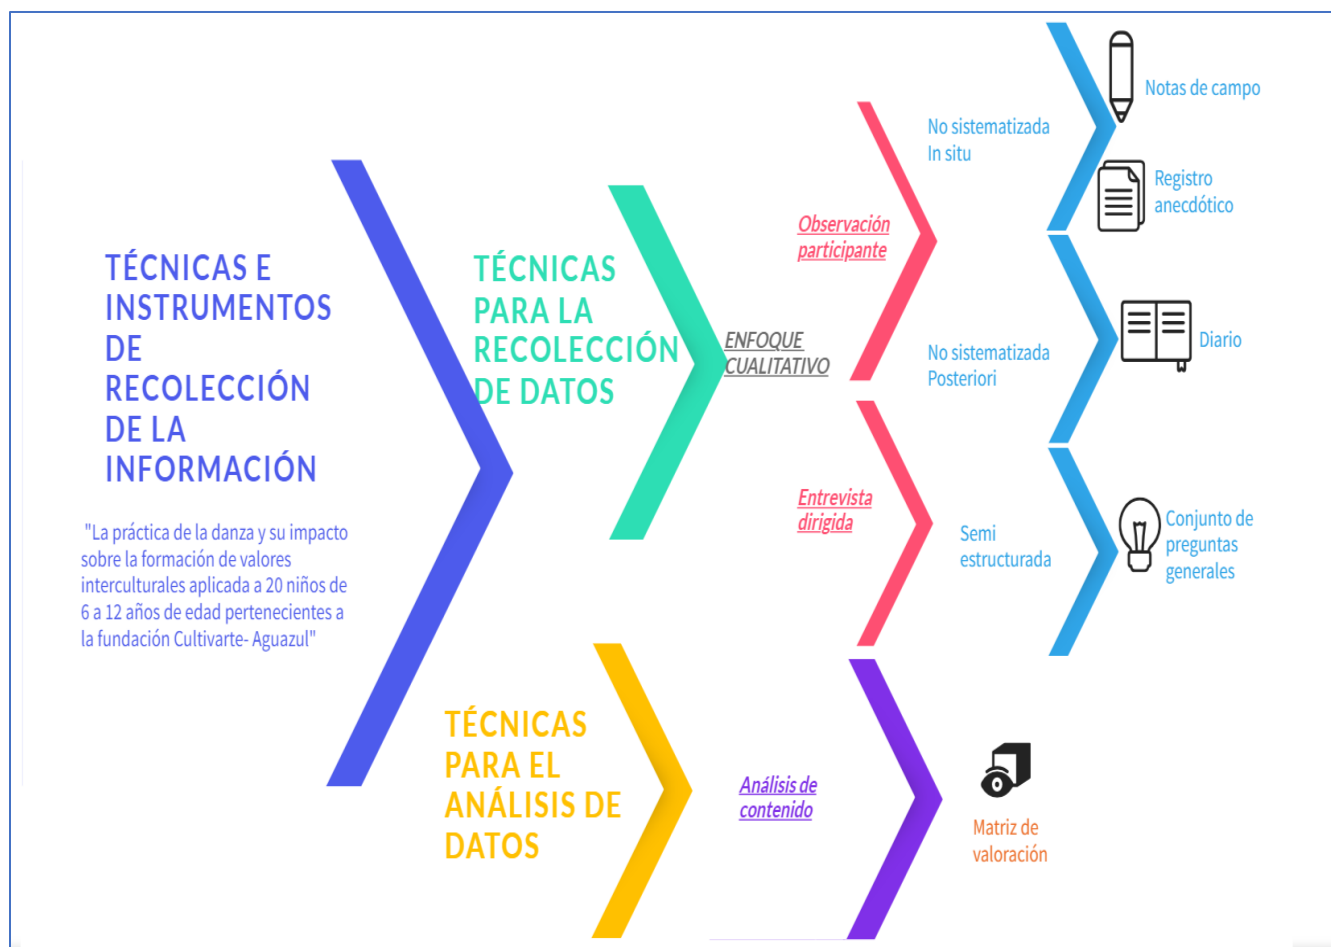 TÉCNICAS E
INSTRUMENTOS
DE
RECOLECCIÓN
DE LA
INFORMACIÓN
"La práctica de la danza y su impacto
sobre la formación de valores
interculturales aplicada a 20 niños de
6 a 12 años de edad pertenecientes a
la fundación Cultivarte- Aguazul"
TÉCNICAS
PARA LA
RECOLECCIÓN
DE DATOS
ENFOQUE
CUALITATIVO
Observación
participante
No sistematizada
In situ
Notas de campo
Registro
anecdótico
No sistematizada
Posteriori
Diario
Entrevista
dirigida
Semi
estructurada
Conjunto de
preguntas
generales
TÉCNICAS
PARA EL
ANÁLISIS DE
DATOS
Análisis de
contenido
Matriz de
valoración